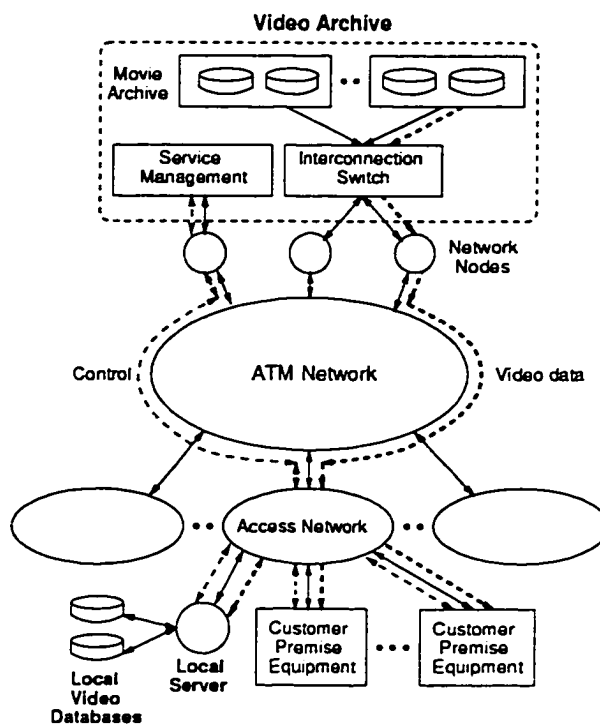 Video Archive
Movie
Archive
Service
Management
Interconnection
Switch
Network
Nodes
Control
ATM Network
Video data
Access Network
Customer
Premise
Equipment
Customer
Premise
Equipment
Local
Server
Local
Video
Databases